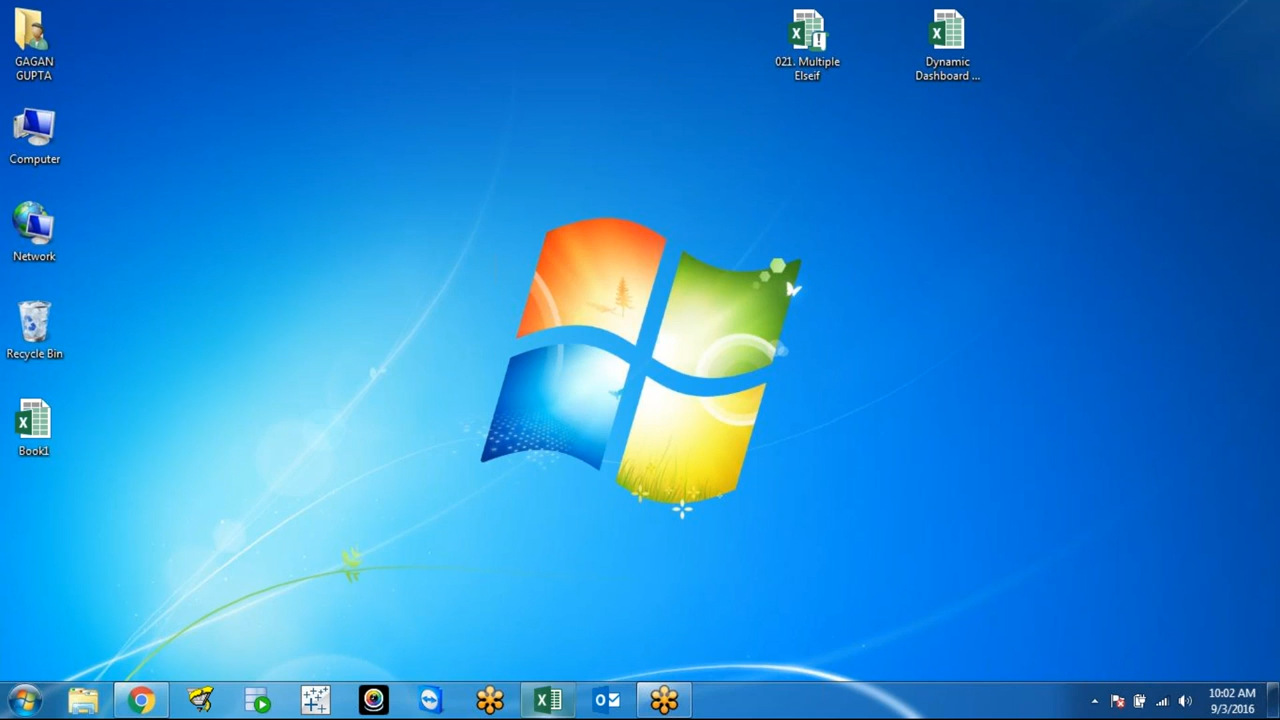 GAGAN
GUPTA
Computer
Network
Recycle Bin
Book1
021. Multiple
Elseif
Dynamic
Dashboard ...
10:02 AM
9/3/2016